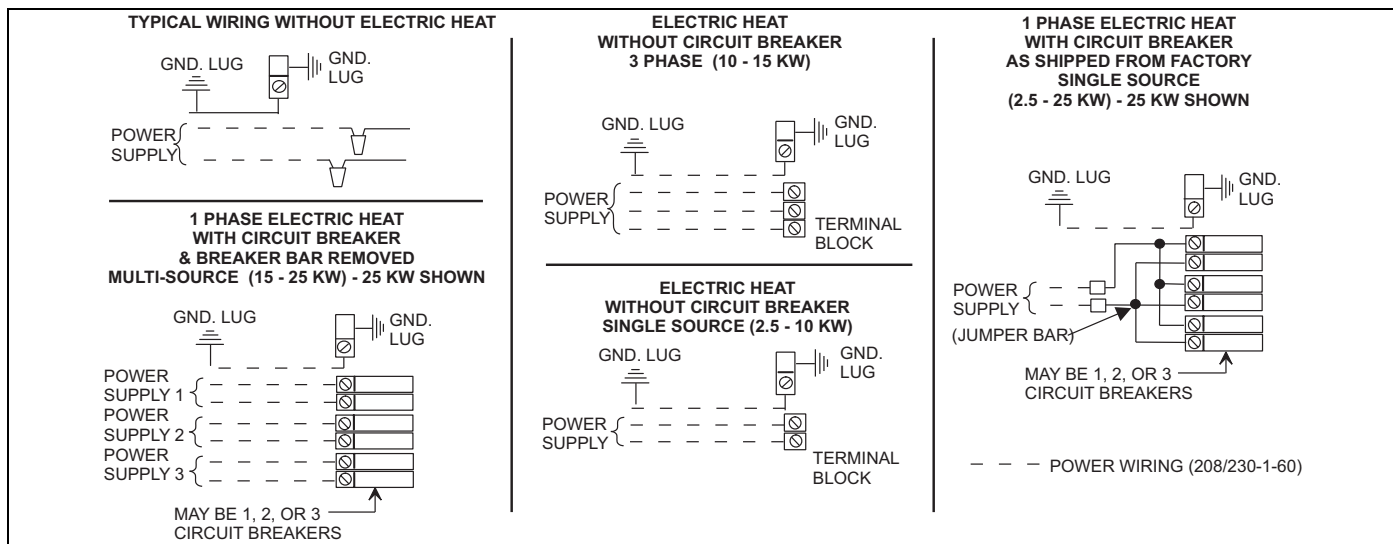 TYPICAL WIRING WITHOUT ELECTRIC HEAT
GND. LUG
GND.
LUG
POWER
SUPPLY
1 PHASE ELECTRIC HEAT
WITH CIRCUIT BREAKER
& BREAKER BAR REMOVED
MULTI-SOURCE (15 - 25 KW) - 25 KW SHOWN
GND. LUG
GND.
LUG
POWER
SUPPLY 1
POWER
SUPPLY 2
POWER
SUPPLY 3
MAY BE 1, 2, OR 3
CIRCUIT BREAKERS
ELECTRIC HEAT
WITHOUT CIRCUIT BREAKER
3 PHASE (10 - 15 KW)
GND. LUG
GND.
LUG
POWER
SUPPLY
TERMINAL
BLOCK
ELECTRIC HEAT
WITHOUT CIRCUIT BREAKER
SINGLE SOURCE (2.5 - 10 KW)
GND. LUG
GND.
LUG
POWER
SUPPLY
TERMINAL
BLOCK
1 PHASE ELECTRIC HEAT
WITH CIRCUIT BREAKER
AS SHIPPED FROM FACTORY
SINGLE SOURCE
(2.5 - 25 KW) - 25 KW SHOWN
GND. LUG
GND.
LUG
POWER
SUPPLY
(JUMPER BAR)
MAY BE 1, 2, OR 3
CIRCUIT BREAKERS
POWER WIRING (208/230-1-60)